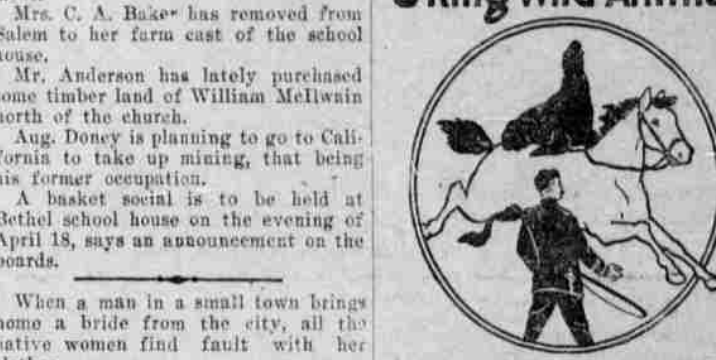 Mrs. C. A. Baker has removed from
Salem to her farm east of the school
house.
Mr. Anderson has lately purchased
some timber land of William McIlwain
north of the church.
Aug. Doney is planning to go to Cali-
fornia to take up mining, that being
his former occupation.
A basket social is to be held at
Bethel school house on the evening of
April 18, says an announcement on the
boards.
When a man in a small town brings
home a bride from the city, all the
native women find fault with her
Ring Wild